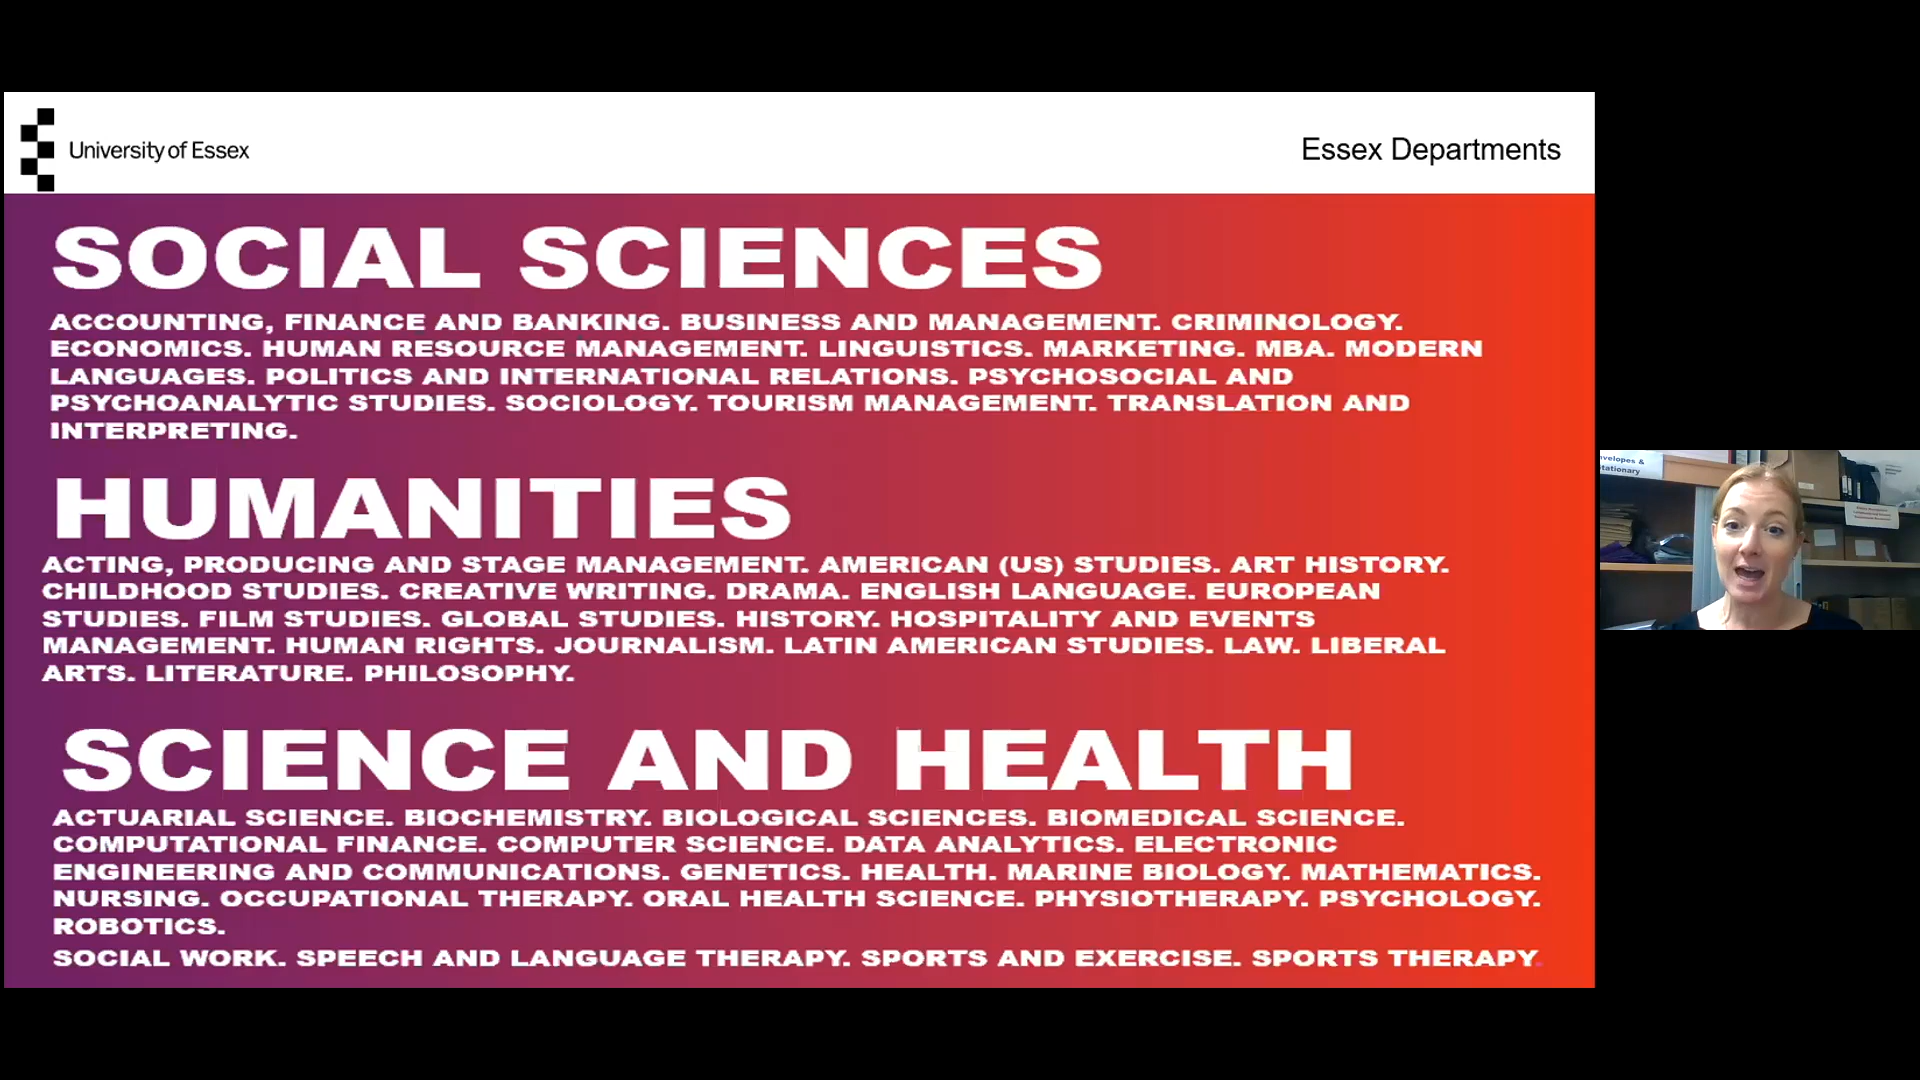 University of Essex
Essex Departments
SOCIAL SCIENCES
ACCOUNTING, FINANCE AND BANKING. BUSINESS AND MANAGEMENT. CRIMINOLOGY.
ECONOMICS. HUMAN RESOURCE MANAGEMENT. LINGUISTICS. MARKETING. MBA. MODERN
LANGUAGES. POLITICS AND INTERNATIONAL RELATIONS. PSYCHOSOCIAL AND
PSYCHOANALYTIC STUDIES. SOCIOLOGY. TOURISM MANAGEMENT. TRANSLATION AND
INTERPRETING.
HUMANITIES
ACTING, PRODUCING AND STAGE MANAGEMENT. AMERICAN (US) STUDIES. ART HISTORY.
CHILDHOOD STUDIES. CREATIVE WRITING. DRAMA. ENGLISH LANGUAGE. EUROPEAN
STUDIES. FILM STUDIES. GLOBAL STUDIES. HISTORY. HOSPITALITY AND EVENTS
MANAGEMENT. HUMAN RIGHTS. JOURNALISM. LATIN AMERICAN STUDIES. LAW. LIBERAL
ARTS. LITERATURE. PHILOSOPHY.
SCIENCE AND HEALTH
ACTUARIAL SCIENCE. BIOCHEMISTRY. BIOLOGICAL SCIENCES. BIOMEDICAL SCIENCE.
COMPUTATIONAL FINANCE. COMPUTER SCIENCE. DATA ANALYTICS. ELECTRONIC
ENGINEERING AND COMMUNICATIONS. GENETICS. HEALTH. MARINE BIOLOGY. MATHEMATICS.
NURSING. OCCUPATIONAL THERAPY. ORAL HEALTH SCIENCE. PHYSIOTHERAPY. PSYCHOLOGY.
ROBOTICS.
SOCIAL WORK. SPEECH AND LANGUAGE THERAPY. SPORTS AND EXERCISE. SPORTS THERAPY.
nvelopes &
tationary